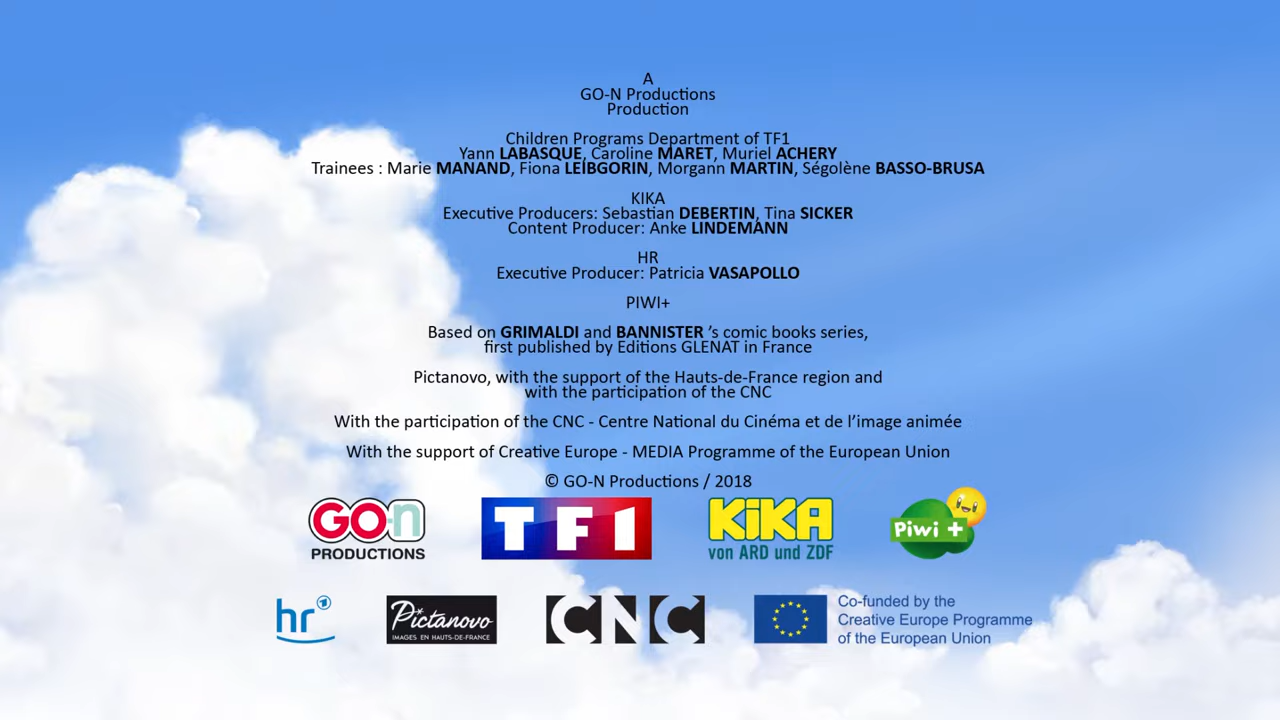 A
GO-N Productions
Production
Children Programs Department of TF1
Yann LABASQUE, Caroline MARET, Muriel ACHERY
Trainees : Marie MANAND, Fiona LEIBGORIN, Morgann MARTIN, Ségolène BASSO-BRUSA
KIKA
Executive Producers: Sebastian DEBERTIN, Tina SICKER
Content Producer: Anke LINDEMANN
HR
Executive Producer: Patricia VASAPOLLO
PIWI+
Based on GRIMALDI and BANNISTER ’s comic books series,
first published by Editions GLENAT in France
Pictanovo, with the support of the Hauts-de-France region and
with the participation of the CNC
With the participation of the CNC - Centre National du Cinéma et de l’image animée
With the support of Creative Europe - MEDIA Programme of the European Union
© GO-N Productions / 2018
GO-n
PRODUCTIONS
TF1
KiKA
von ARD und ZDF
Piwi +
hr
Pictanovo
IMAGES EN HAUTS-DE-FRANCE
CNC
Co-funded by the
Creative Europe Programme
of the European Union